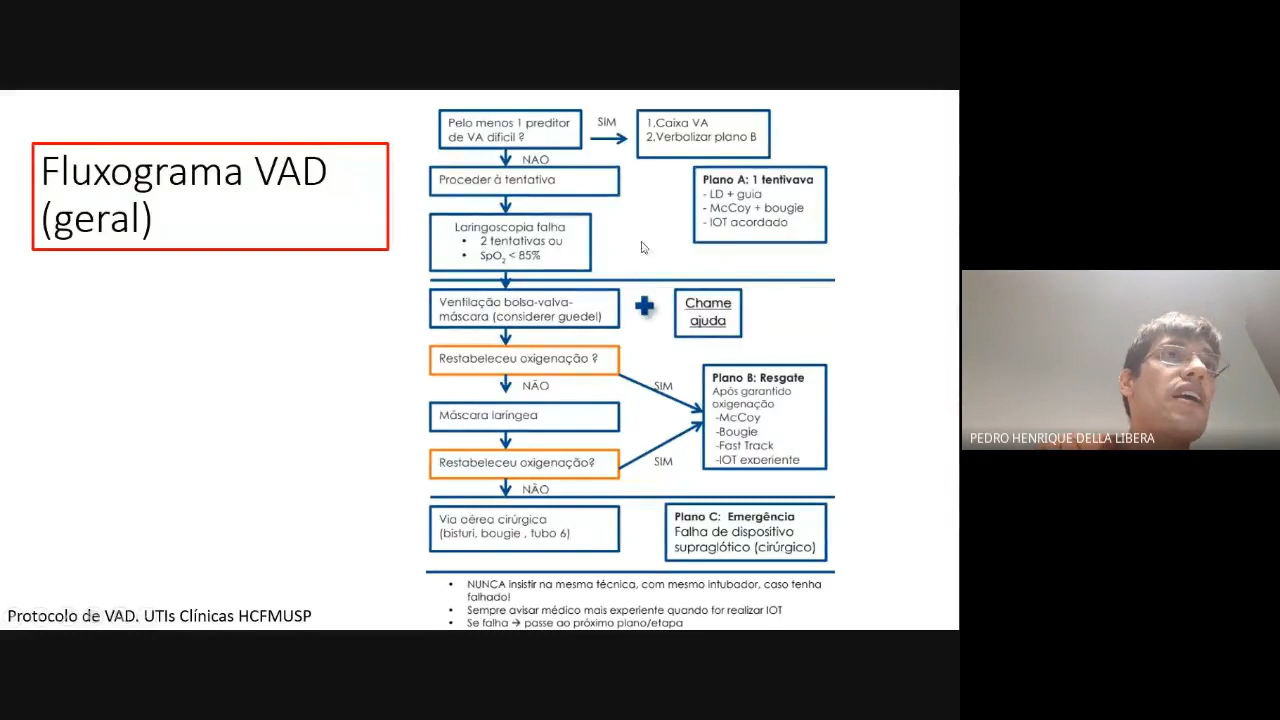 Fluxograma VAD
(geral)
Pelo menos 1 preditor
de VA dificil ?
SIM
1.Caixa VA
2.Verbalizar plano B
NAO
Proceder à tentativa
Plano A: 1 tentivava
- LD + guia
- McCoy + bougie
- IOT acordado
Laringoscopia falha
• 2 tentativas ou
• SpO2 < 85%
Ventilação bolsa-valva-
máscara (considerer guedel)
Chame
ajuda
Restabeleceu oxigenação ?
SIM
NÃO
Plano B: Resgate
Após garantido
oxigenação
-McCoy
-Bougie
-Fast Track
-IOT experiente
Máscara laríngea
Restabeleceu oxigenação?
SIM
NÃO
Via aérea cirúrgica
(bisturi, bougie , tubo 6)
Plano C: Emergência
Falha de dispositivo
supraglótico (cirúrgico)
• NUNCA insistir na mesma técnica, com mesmo intubador, caso tenha
falhado!
• Sempre avisar médico mais experiente quando for realizar IOT
• Se falha → passe ao próximo plano/etapa
Protocolo de VAD. UTIs Clínicas HCFMUSP
PEDRO HENRIQUE DELLA LIBERA